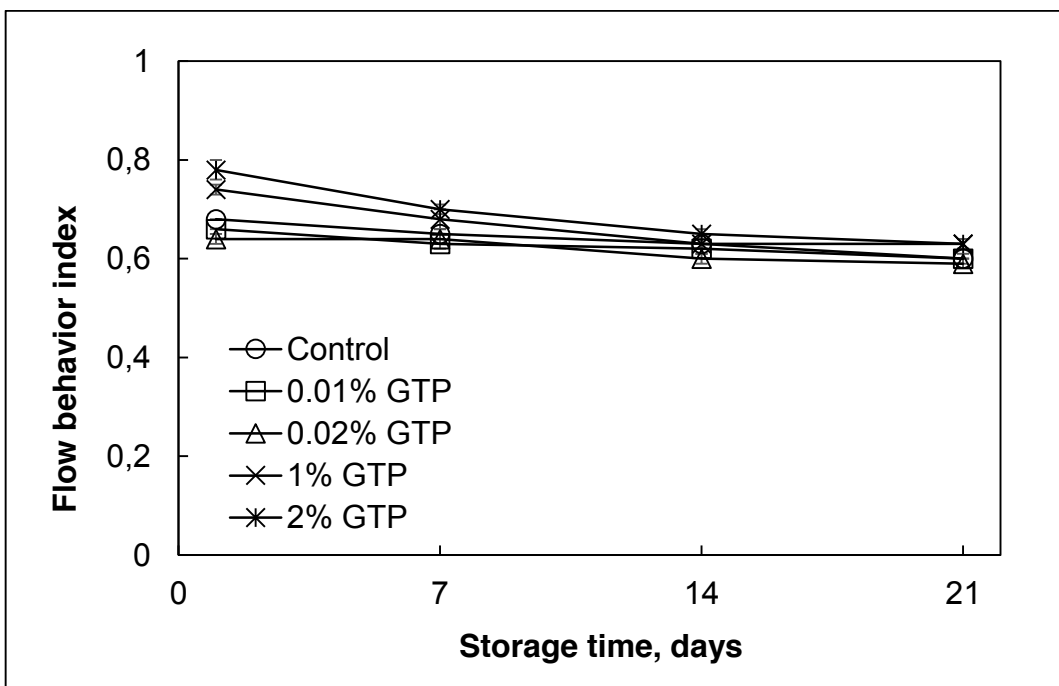 1
0,8
0,6
0,4
0,2
0
Flow behavior index
Control
0.01% GTP
0.02% GTP
1% GTP
2% GTP
0 7 14 21
Storage time, days